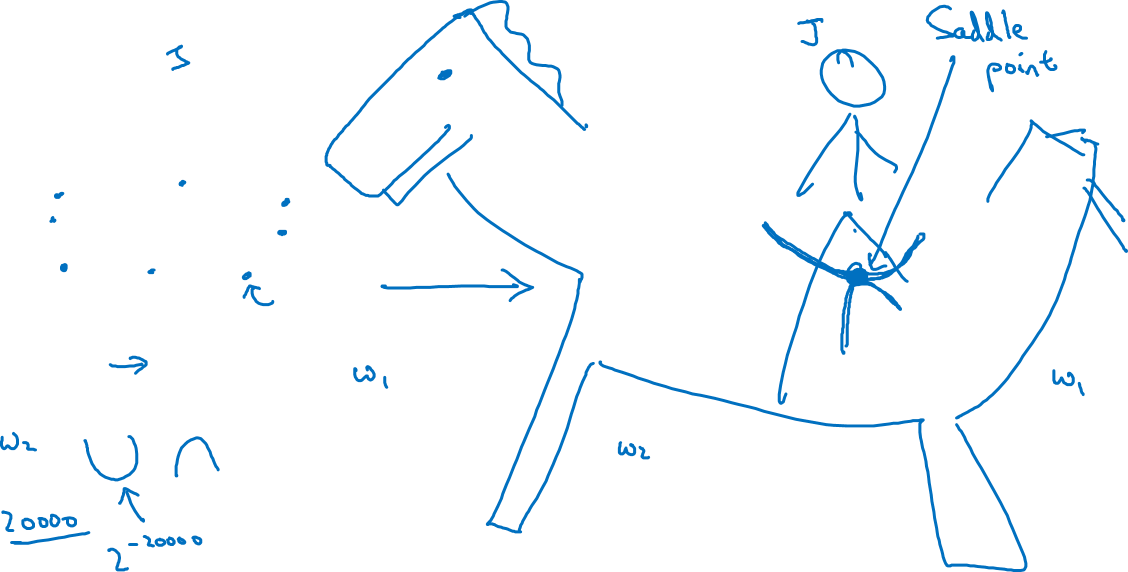 J
J
Saddle
point
w₁
w₁
w₂
w₂
20000
2⁻²⁰⁰⁰⁰